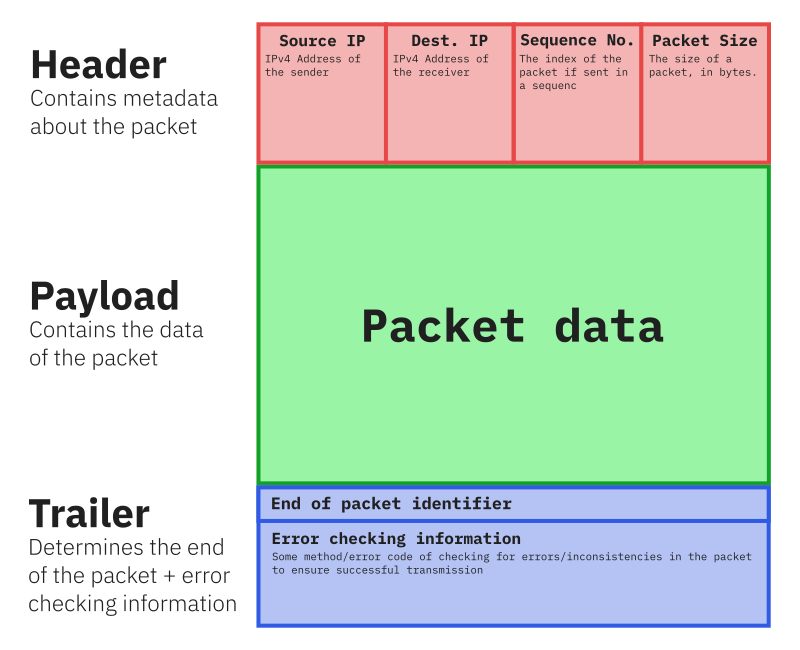 Header
Contains metadata
about the packet
Source IP
IPv4 Address of
the sender
Dest. IP
IPv4 Address of
the receiver
Sequence No.
The index of the
packet if sent in
a sequenc
Packet Size
The size of a
packet, in bytes.
Payload
Contains the data
of the packet
Packet data
Trailer
Determines the end
of the packet + error
checking information
End of packet identifier
Error checking information
Some method/error code of checking for errors/inconsistencies in the packet
to ensure successful transmission